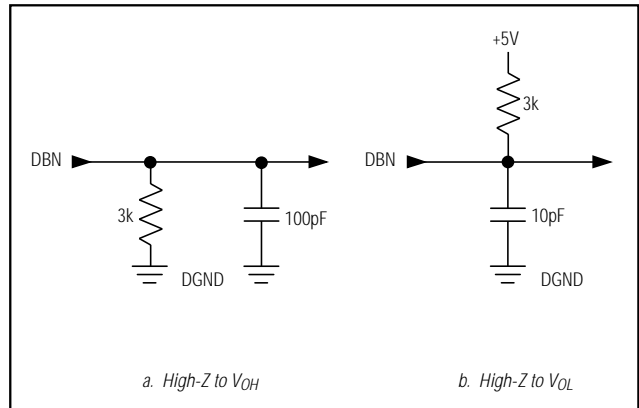 +5V
3k
DBN
DBN
3k
100pF
10pF
DGND
DGND
a. High-Z to VOH
b. High-Z to VOL